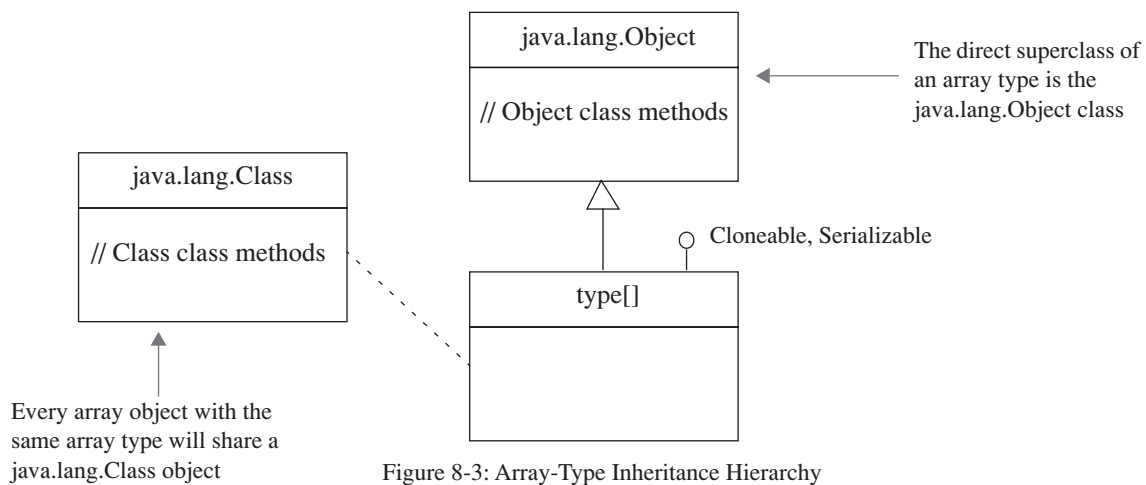 java.lang.Object
// Object class methods
The direct superclass of
an array type is the
java.lang.Object class
java.lang.Class
// Class class methods
Cloneable, Serializable
type[]
Every array object with the
same array type will share a
java.lang.Class object
Figure 8-3: Array-Type Inheritance Hierarchy